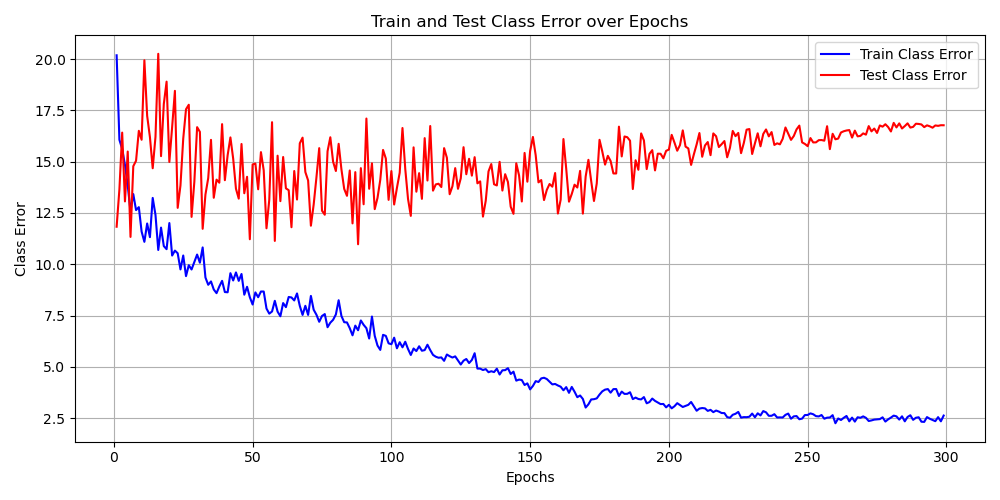 Train and Test Class Error over Epochs
Train Class Error
Test Class Error
Class Error
20.0
17.5
15.0
12.5
10.0
7.5
5.0
2.5
0 50 100 150 200 250 300
Epochs